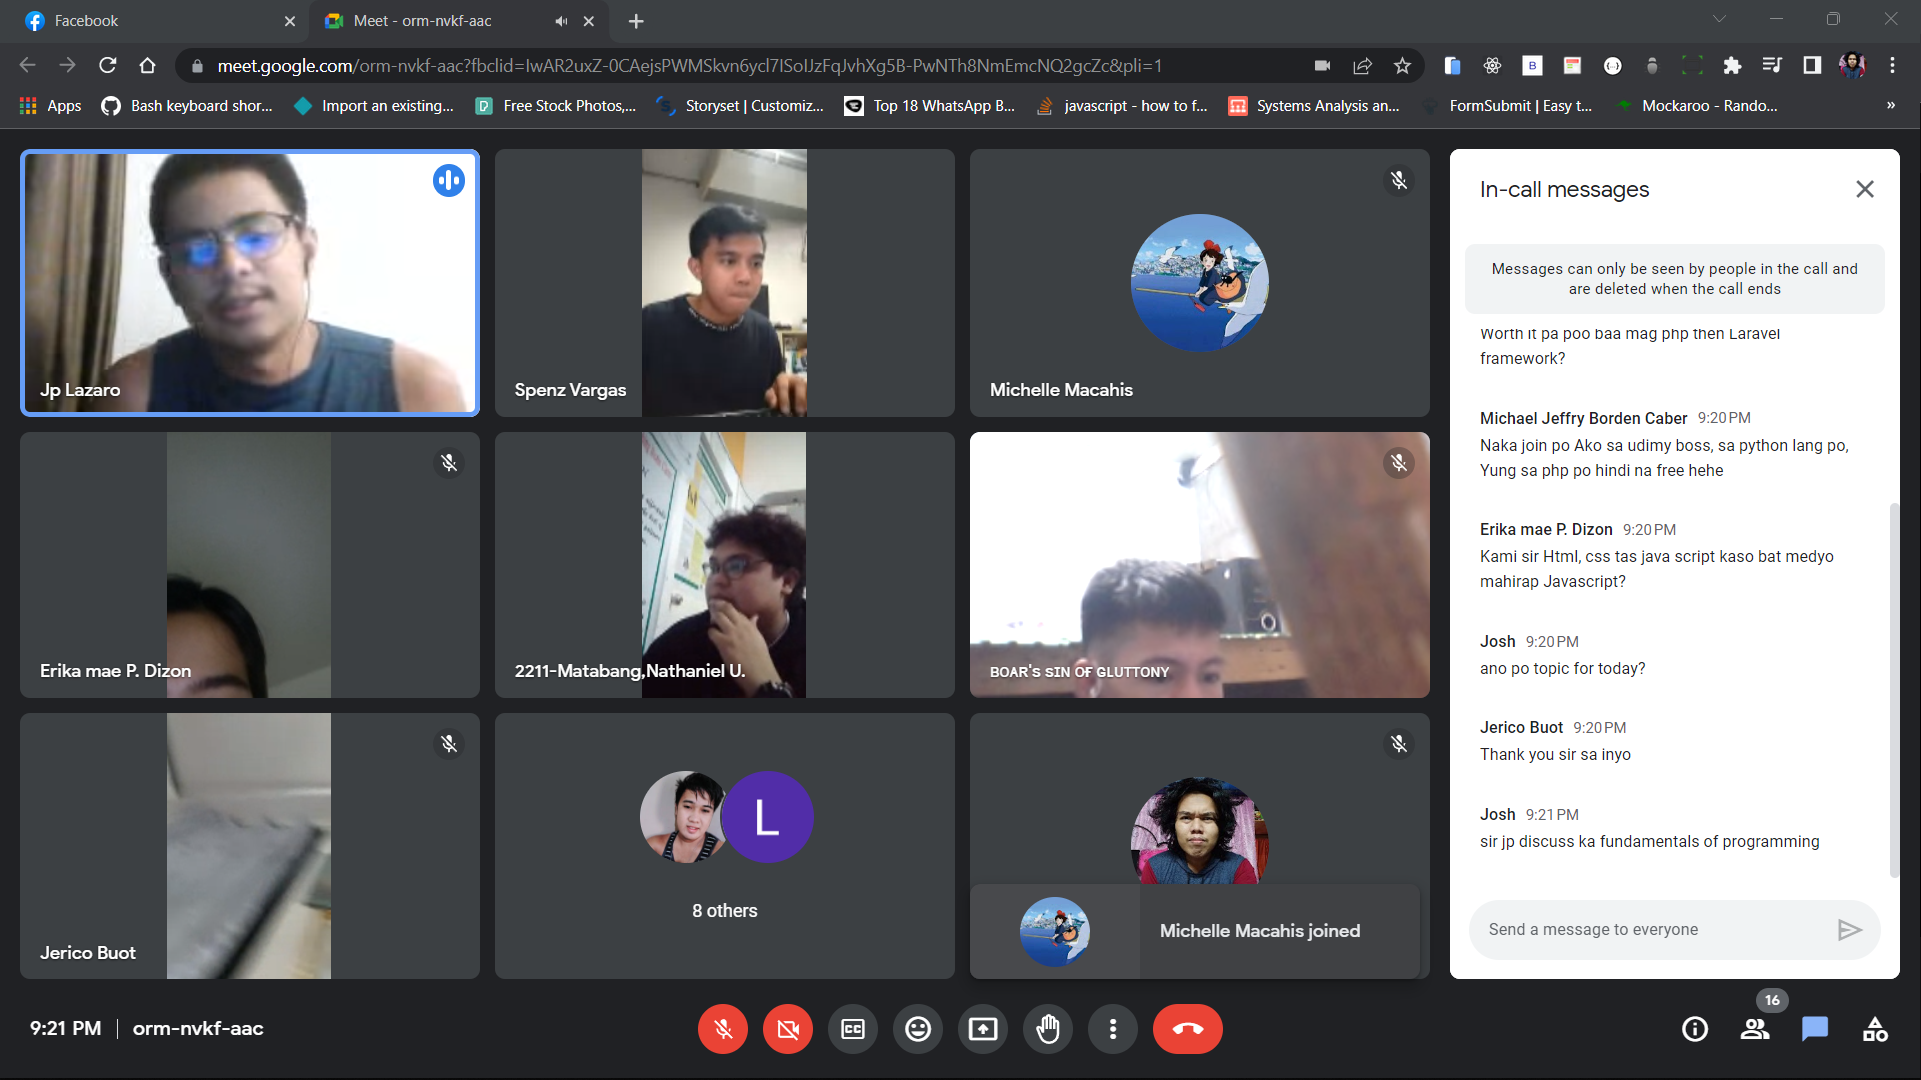 Facebook
Meet - orm-nvkf-aac
meet.google.com/orm-nvkf-aac?fbclid=IwAR2uxZ-0CAejsPWMSkvn6ycl7ISoIJzFqJvhXg5B-PwNTh8NmEmcNQ2gcZc&pli=1
B
Apps
Bash keyboard shor...
Import an existing...
Free Stock Photos,...
Storyset | Customiz...
Top 18 WhatsApp B...
javascript - how to f...
Systems Analysis an...
FormSubmit | Easy t...
Mockaroo - Rando...
»
Jp Lazaro
Spenz Vargas
Michelle Macahis
Erika mae P. Dizon
2211-Matabang,Nathaniel U.
BOAR'S SIN OF GLUTTONY
Jerico Buot
L
8 others
Michelle Macahis joined
In-call messages
Messages can only be seen by people in the call and
are deleted when the call ends
Worth it pa poo baa mag php then Laravel
framework?
Michael Jeffry Borden Caber 9:20 PM
Naka join po Ako sa udimy boss, sa python lang po,
Yung sa php po hindi na free hehe
Erika mae P. Dizon 9:20 PM
Kami sir Html, css tas java script kaso bat medyo
mahirap Javascript?
Josh 9:20 PM
ano po topic for today?
Jerico Buot 9:20 PM
Thank you sir sa inyo
Josh 9:21 PM
sir jp discuss ka fundamentals of programming
Send a message to everyone
9:21 PM | orm-nvkf-aac
CC
16